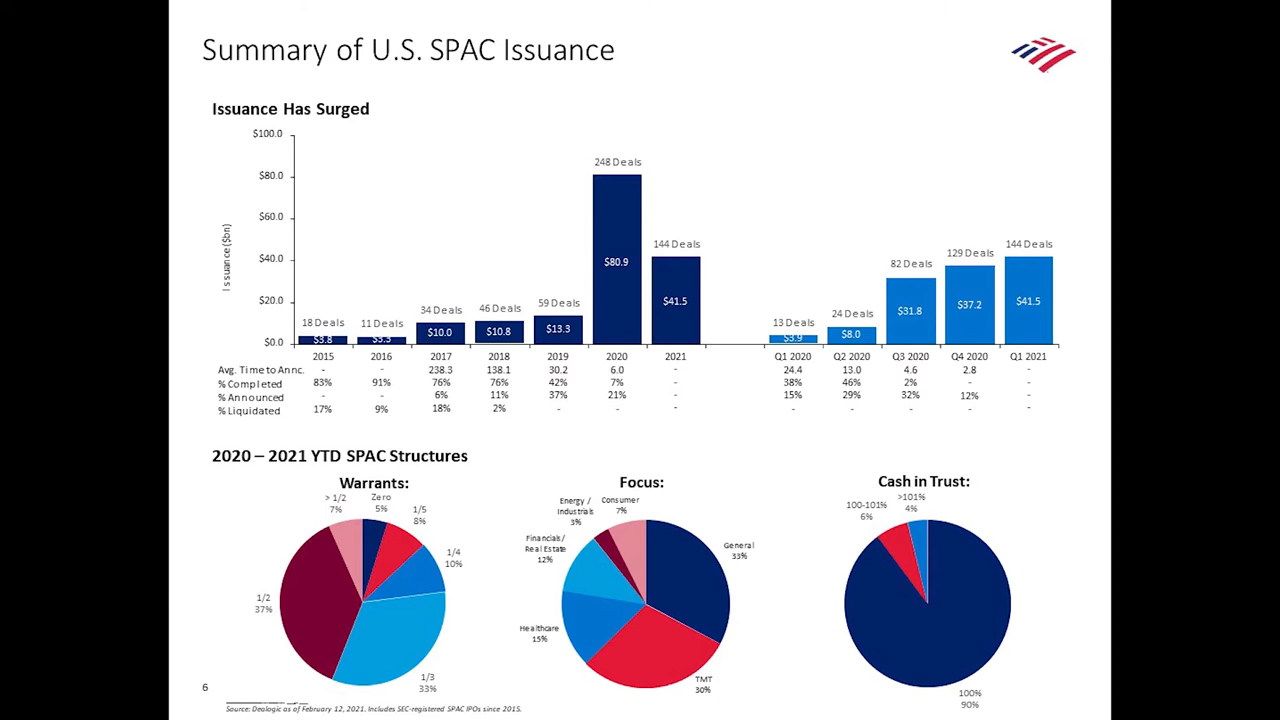 Summary of U.S. SPAC Issuance
Issuance Has Surged
Issuance ($bn)
$100.0
$80.0
$60.0
$40.0
$20.0
$0.0
18 Deals
11 Deals
34 Deals
46 Deals
59 Deals
248 Deals
144 Deals
13 Deals
24 Deals
82 Deals
129 Deals
144 Deals
$3.8
$3.5
$10.0
$10.8
$13.3
$80.9
$41.5
$3.9
$8.0
$31.8
$37.2
$41.5
2015 2016 2017 2018 2019 2020 2021 Q1 2020 Q2 2020 Q3 2020 Q4 2020 Q1 2021
Avg. Time to Annc. - - 238.3 138.1 30.2 6.0 - 24.4 13.0 4.6 2.8 -
% Completed 83% 91% 76% 76% 42% 7% - 38% 46% 2% - -
% Announced - - 6% 11% 37% 21% - 15% 29% 32% 12% -
% Liquidated 17% 9% 18% 2% - - - - - - - -
2020 – 2021 YTD SPAC Structures
Warrants:
> 1/2
7%
Zero
5%
1/5
8%
1/4
10%
1/3
33%
1/2
37%
Focus:
Energy /
Industrials
3%
Consumer
7%
Financials/
Real Estate
12%
General
33%
Healthcare
15%
TMT
30%
Cash in Trust:
100-101%
6%
>101%
4%
100%
90%
6
Source: Dealogic as of February 12, 2021. Includes SEC-registered SPAC IPOs since 2015.